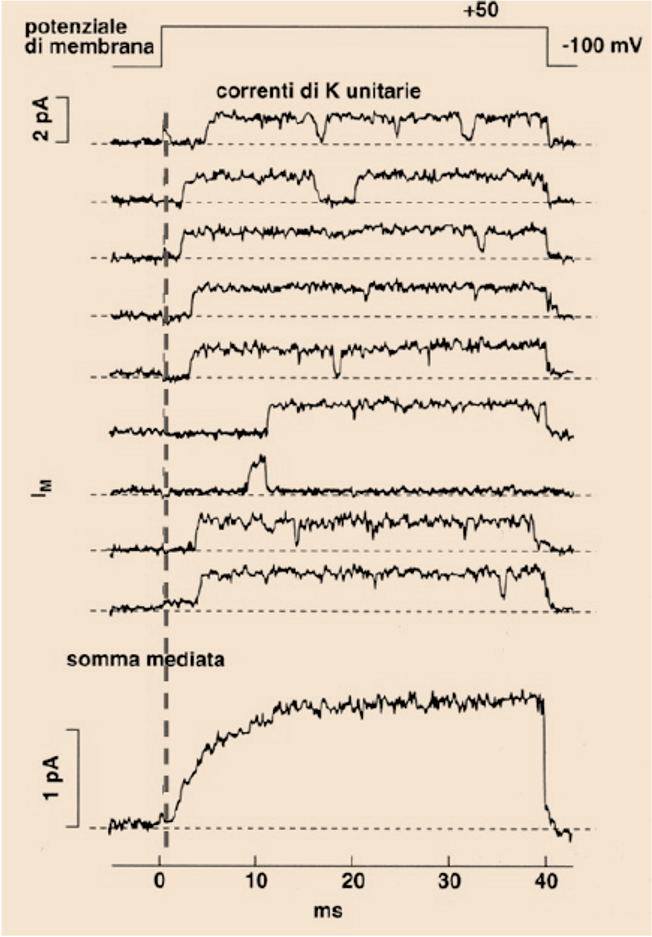 +50
potenziale
di membrana
-100 mV
correnti di K unitarie
2 pA
I_M
somma mediata
1 pA
0 10 20 30 40
ms